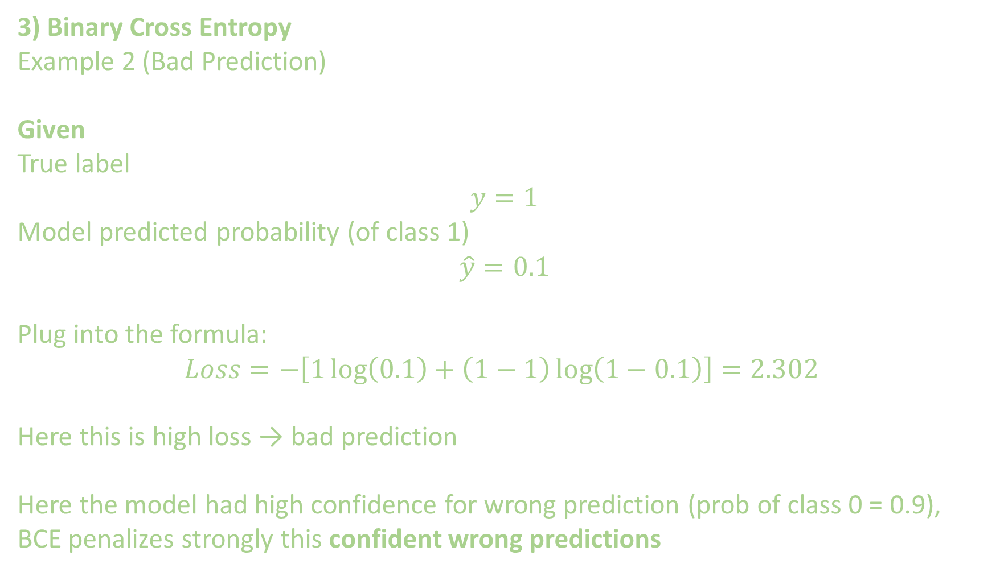 3) Binary Cross Entropy
Example 2 (Bad Prediction)
Given
True label
y = 1
Model predicted probability (of class 1)
ŷ = 0.1
Plug into the formula:
Loss = −[1 log(0.1) + (1 − 1) log(1 − 0.1)] = 2.302
Here this is high loss → bad prediction
Here the model had high confidence for wrong prediction (prob of class 0 = 0.9),
BCE penalizes strongly this confident wrong predictions